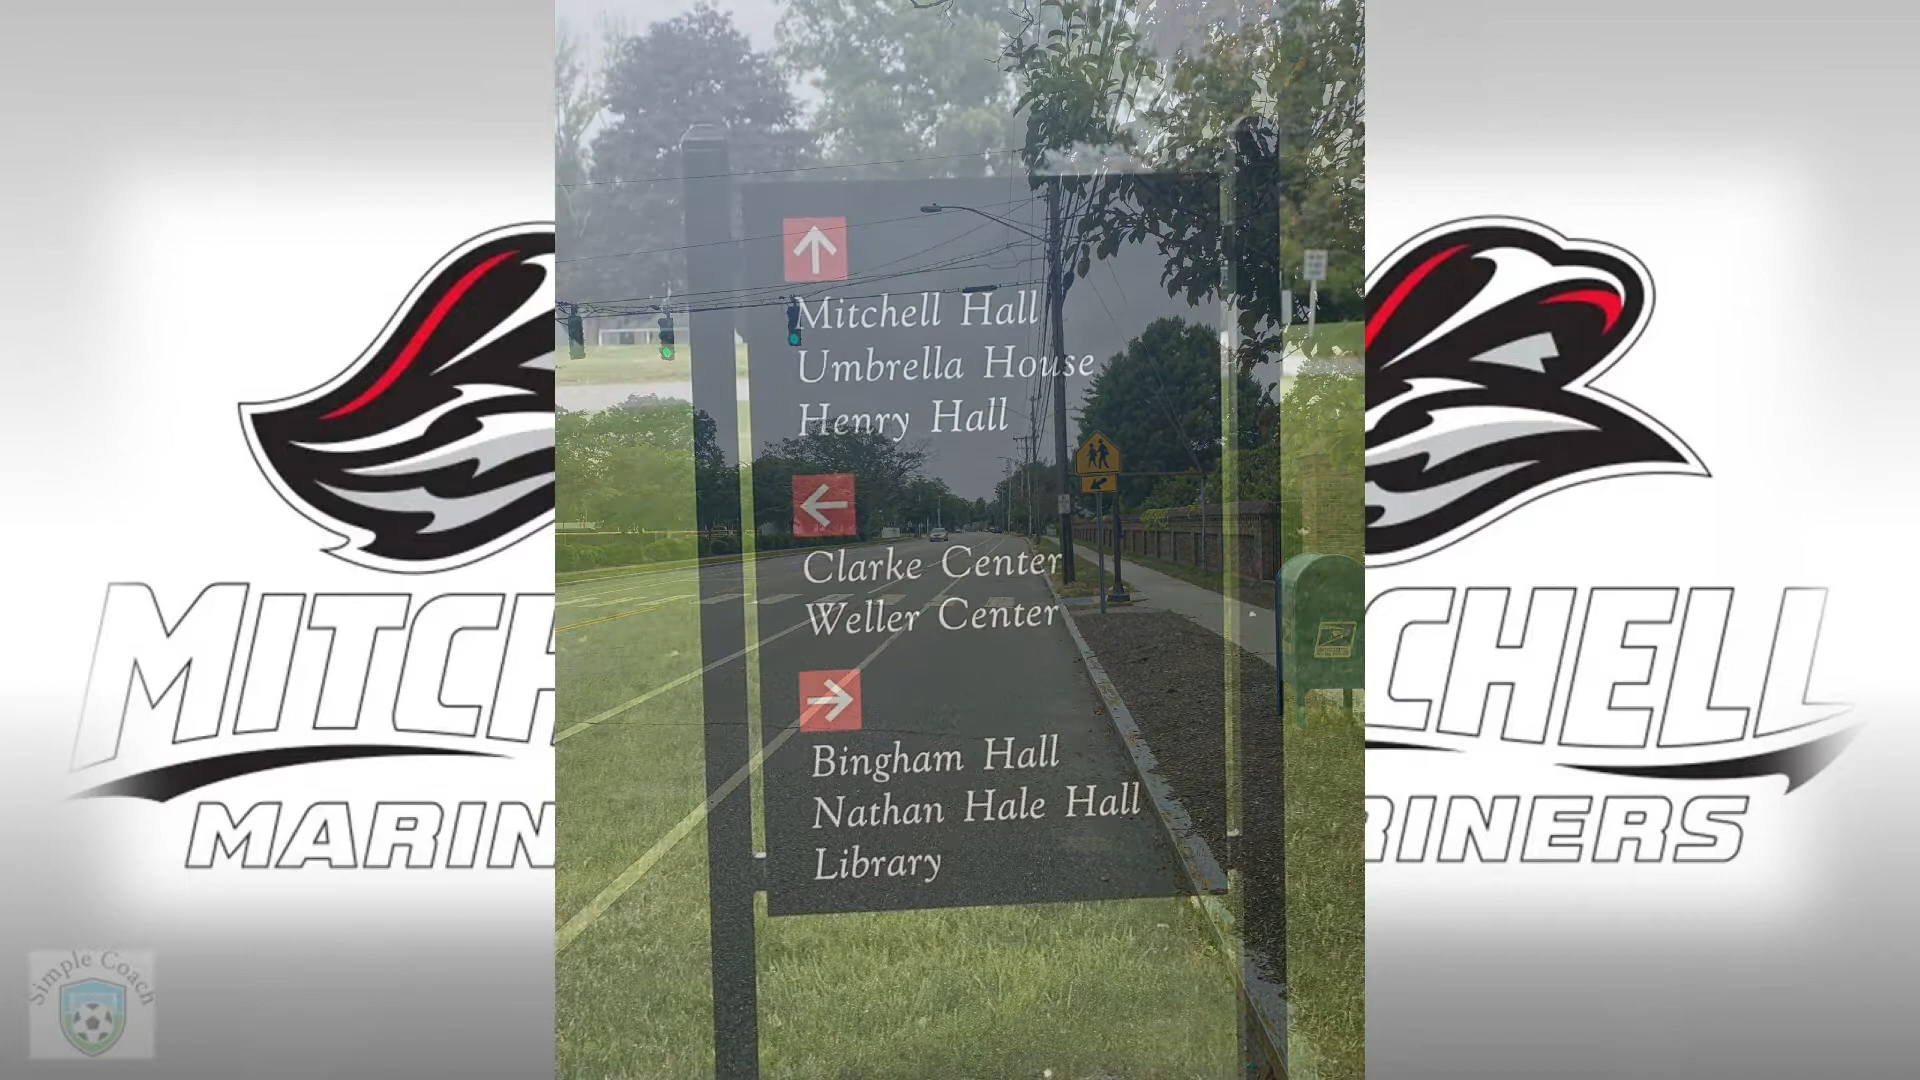 Mitchell Hall
Umbrella House
Henry Hall
Clarke Center
Weller Center
Bingham Hall
Nathan Hale Hall
Library
MITCH
MARIN
CHELL
RINERS
Simple Coach